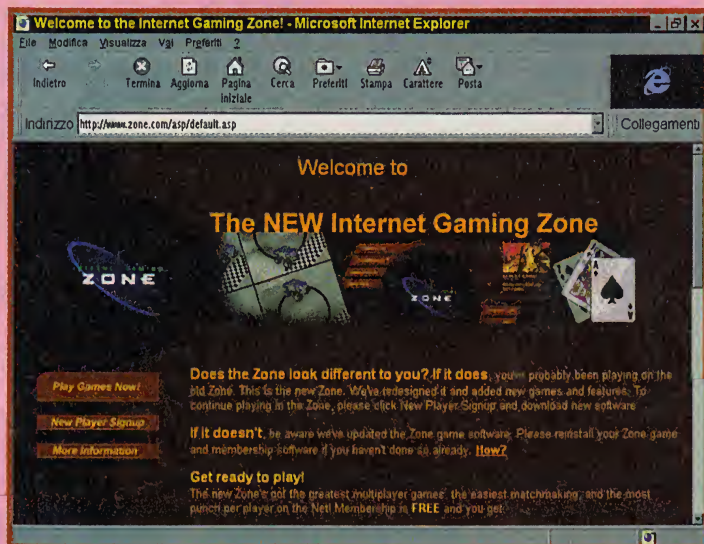 Welcome to the Internet Gaming Zone! - Microsoft Internet Explorer
File Modifica Visualizza Vai Preferiti ?
Indietro Termina Aggiorna Pagina iniziale Cerca Preferiti Stampa Carattere Posta
Indirizzo http://www.zone.com/asp/default.asp Collegamenti
Welcome to
The NEW Internet Gaming Zone
INTERNET GAMING
ZONE
ZONE
Play Games Now!
New Player Signup
More Information
Does the Zone look different to you? If it does, you've probably been playing on the
old Zone. This is the new Zone. We've redesigned it and added new games and features. To
continue playing in the Zone, please click New Player Signup and download new software
If it doesn't, be aware we've updated the Zone game software. Please reinstall your Zone game
and membership software if you haven't done so already. How?
Get ready to play!
The new Zone's got the greatest multiplayer games, the easiest matchmaking, and the most
punch per player on the Net! Membership is FREE and you get